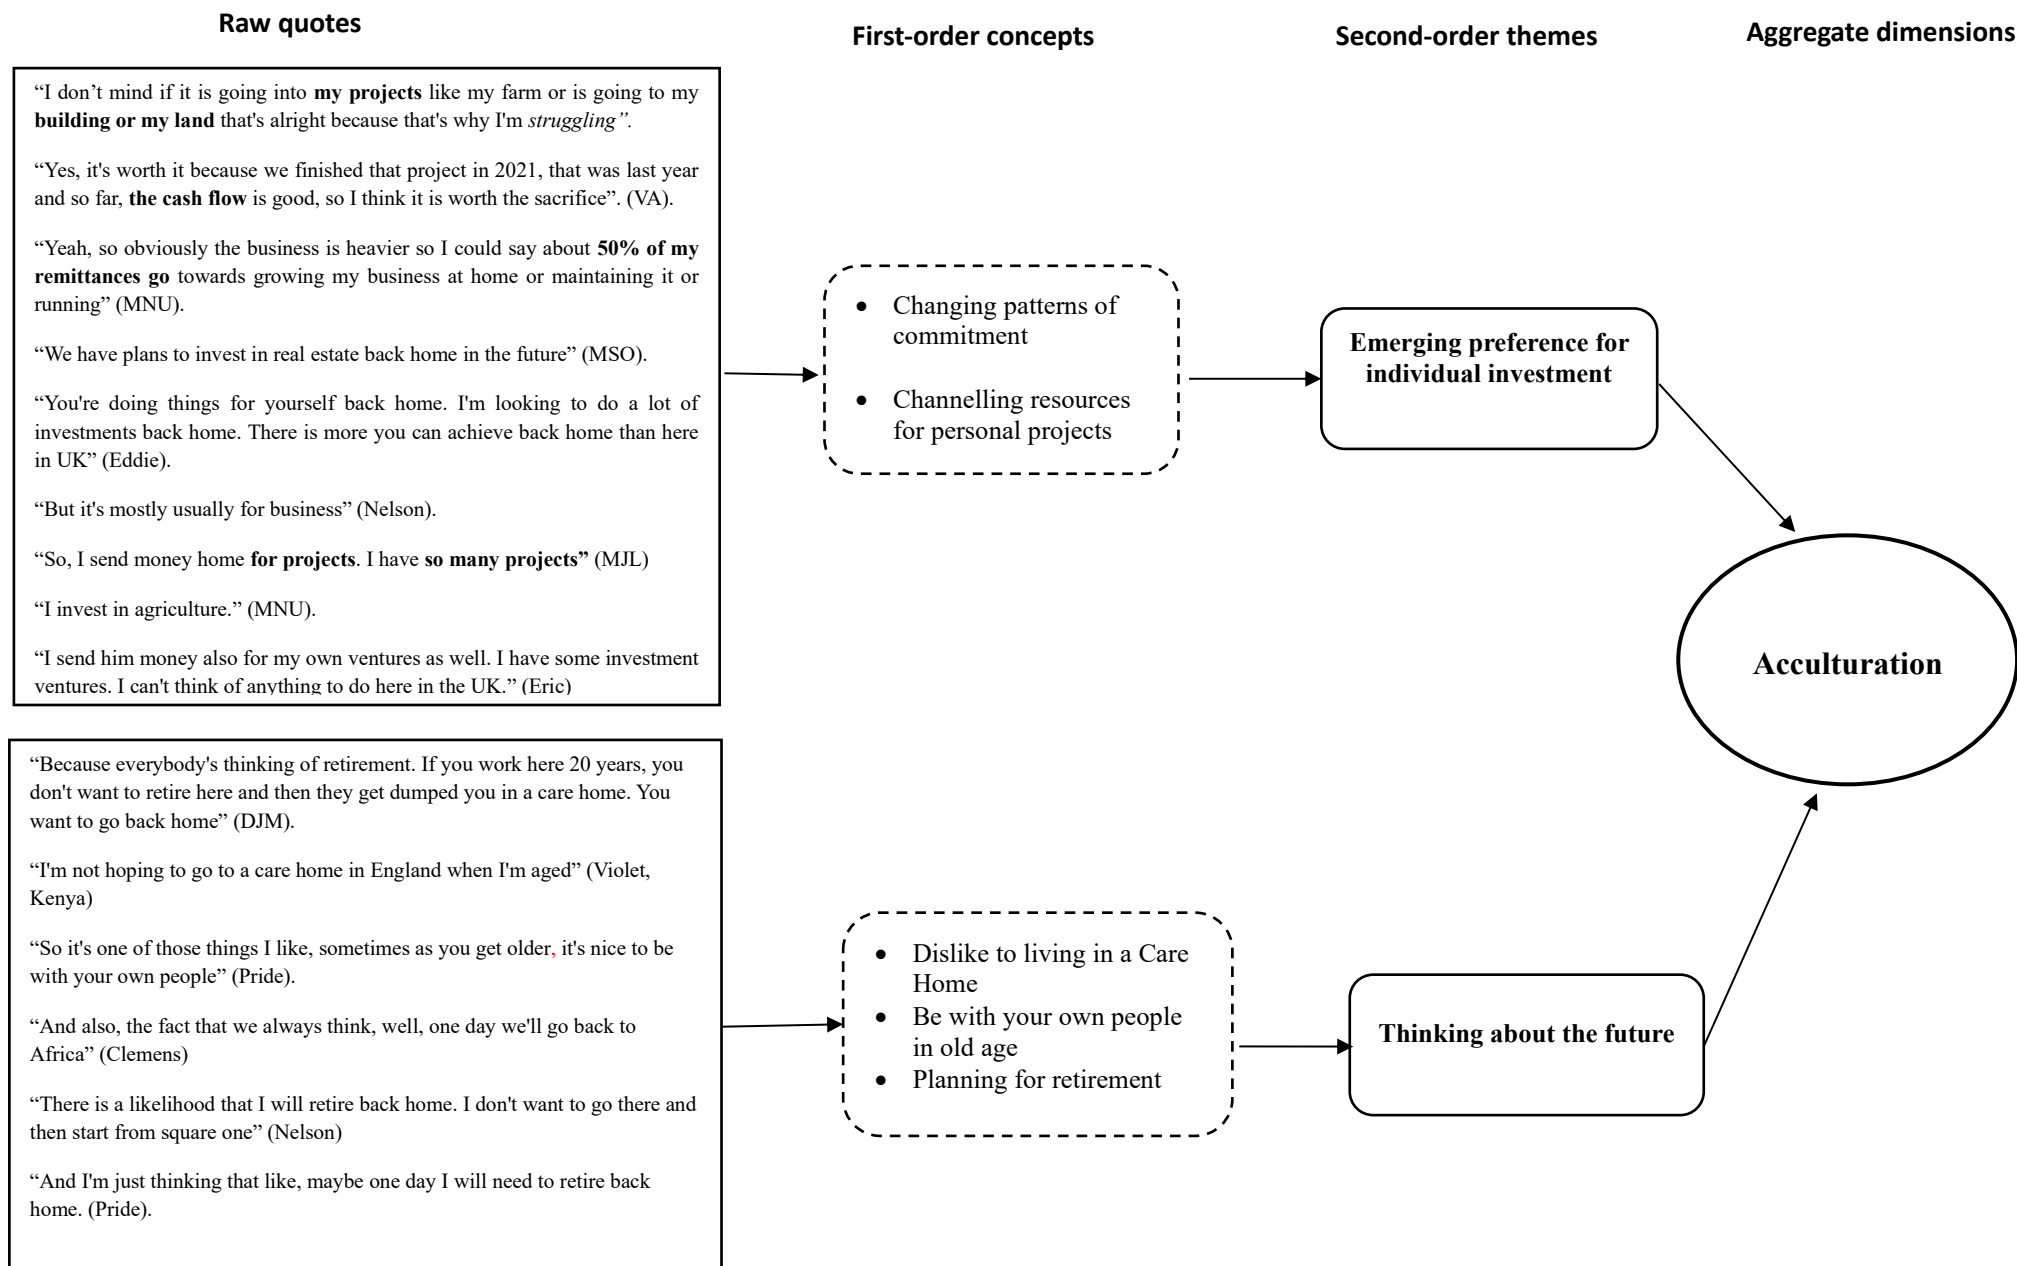 Raw quotes
First-order concepts
Second-order themes
Aggregate dimensions
“I don’t mind if it is going into my projects like my farm or is going to my
building or my land that's alright because that's why I'm struggling”.
“Yes, it's worth it because we finished that project in 2021, that was last year
and so far, the cash flow is good, so I think it is worth the sacrifice”. (VA).
“Yeah, so obviously the business is heavier so I could say about 50% of my
remittances go towards growing my business at home or maintaining it or
running” (MNU).
“We have plans to invest in real estate back home in the future” (MSO).
“You're doing things for yourself back home. I'm looking to do a lot of
investments back home. There is more you can achieve back home than here
in UK” (Eddie).
“But it's mostly usually for business” (Nelson).
“So, I send money home for projects. I have so many projects” (MJL)
“I invest in agriculture.” (MNU).
“I send him money also for my own ventures as well. I have some investment
ventures. I can't think of anything to do here in the UK.” (Eric)
• Changing patterns of
commitment
• Channelling resources
for personal projects
Emerging preference for
individual investment
Acculturation
“Because everybody's thinking of retirement. If you work here 20 years, you
don't want to retire here and then they get dumped you in a care home. You
want to go back home” (DJM).
“I'm not hoping to go to a care home in England when I'm aged” (Violet,
Kenya)
“So it's one of those things I like, sometimes as you get older, it's nice to be
with your own people” (Pride).
“And also, the fact that we always think, well, one day we'll go back to
Africa” (Clemens)
“There is a likelihood that I will retire back home. I don't want to go there and
then start from square one” (Nelson)
“And I'm just thinking that like, maybe one day I will need to retire back
home. (Pride).
• Dislike to living in a Care
Home
• Be with your own people
in old age
• Planning for retirement
Thinking about the future